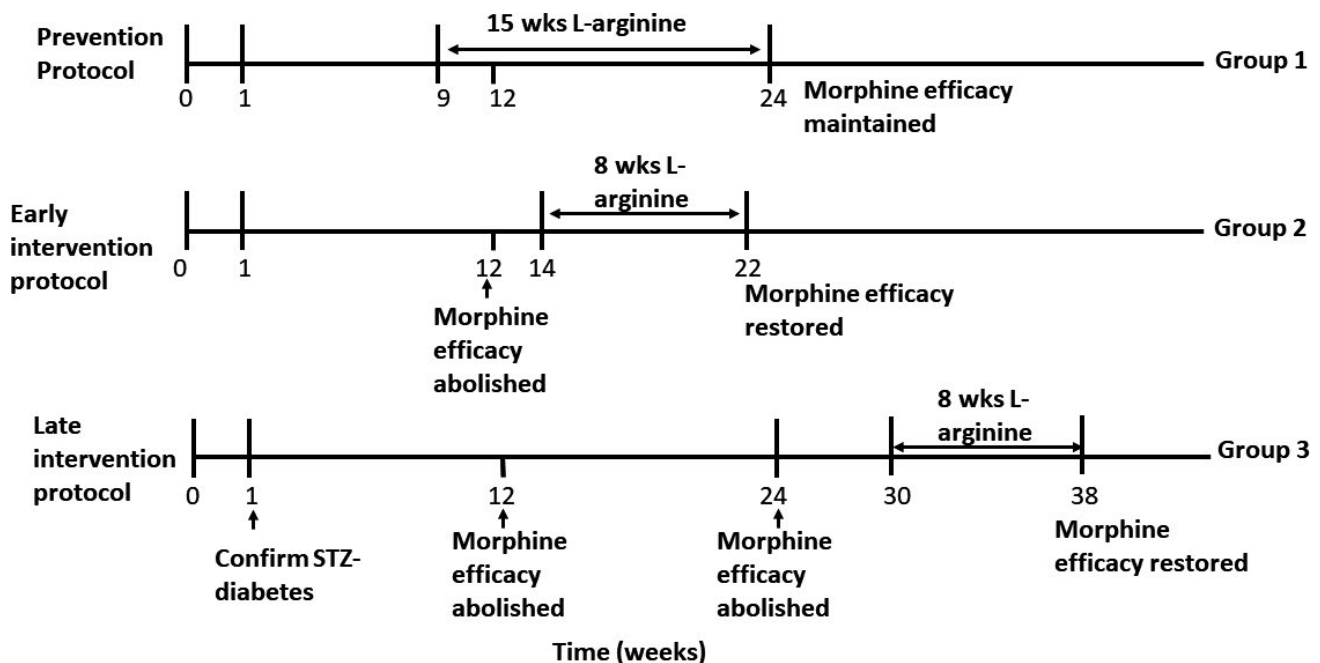 Prevention
Protocol
15 wks L-arginine
Group 1
0
1
9
12
24
Morphine efficacy
maintained
Early
intervention
protocol
8 wks L-
arginine
Group 2
0
1
12
14
22
Morphine
efficacy
abolished
Morphine efficacy
restored
Late
intervention
protocol
8 wks L-
arginine
Group 3
0
1
12
24
30
38
Confirm STZ-
diabetes
Morphine
efficacy
abolished
Morphine
efficacy
abolished
Morphine
efficacy restored
Time (weeks)